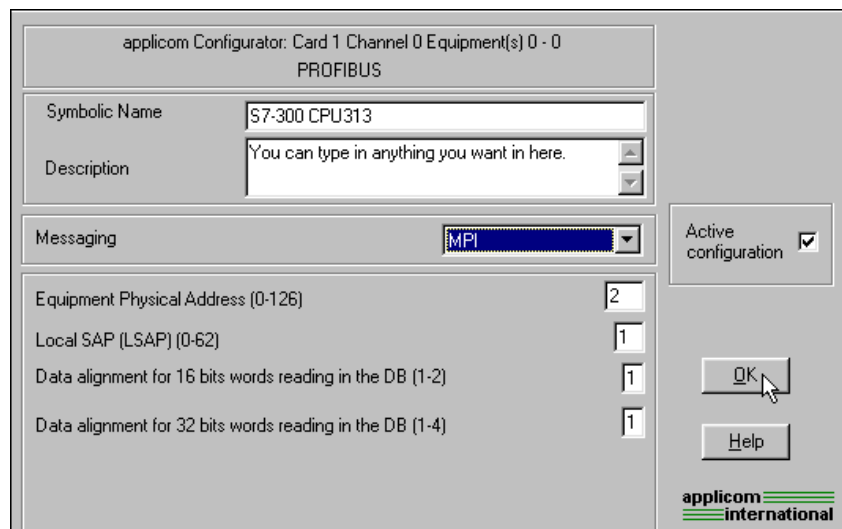 applicom Configurator: Card 1 Channel 0 Equipment(s) 0 - 0
PROFIBUS
Symbolic Name
S7-300 CPU313
Description
You can type in anything you want in here.
Messaging
MPI
Active
configuration
Equipment Physical Address (0-126)
2
Local SAP (LSAP) (0-62)
1
Data alignment for 16 bits words reading in the DB (1-2)
1
Data alignment for 32 bits words reading in the DB (1-4)
1
OK
Help
applicom
international